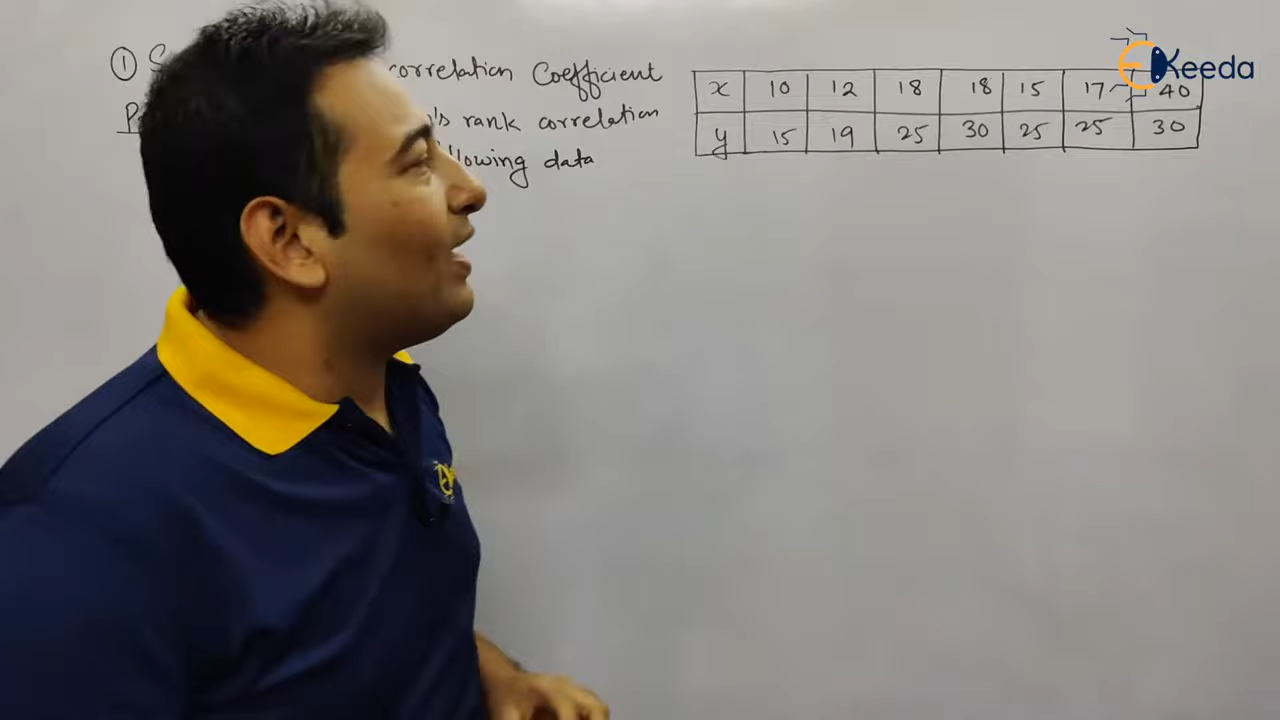 ① S correlation Coefficient
P 's rank correlation
llowing data
x 10 12 18 18 15 17 40
y 15 19 25 30 25 25 30
EKeeda